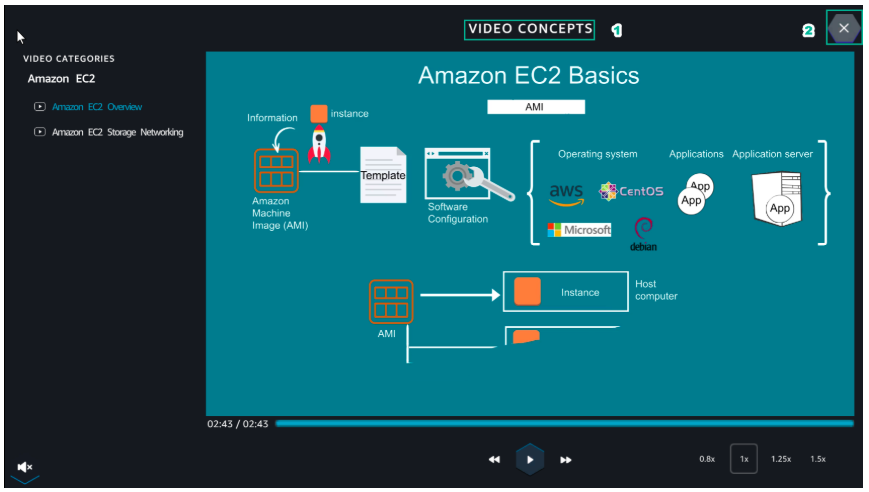 VIDEO CONCEPTS
1
2
VIDEO CATEGORIES
Amazon EC2
Amazon EC2 Overview
Amazon EC2 Storage Networking
Amazon EC2 Basics
AMI
Information
instance
Amazon
Machine
Image (AMI)
Template
Software
Configuration
Operating system
Applications
Application server
aws
CentOS
Microsoft
debian
App
App
App
AMI
Instance
Host
computer
02:43 / 02:43
0.8x
1x
1.25x
1.5x